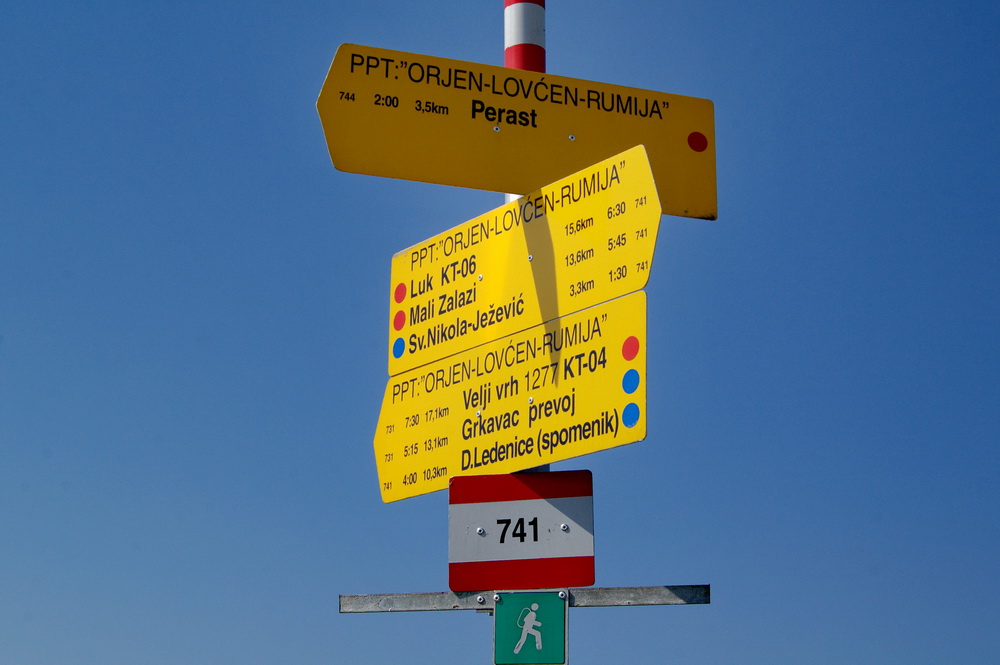 PPT:"ORJEN-LOVĆEN-RUMIJA"
744 2:00 3,5km Perast
PPT:"ORJEN-LOVĆEN-RUMIJA"
Luk KT-06 15,6km 6:30 741
Mali Zalazi 13,6km 5:45 741
Sv.Nikola-Ježević 3,3km 1:30 741
PPT:"ORJEN-LOVĆEN-RUMIJA"
731 7:30 17,1km Velji vrh 1277 KT-04
731 5:15 13,1km Grkavac prevoj
741 4:00 10,3km D.Ledenice (spomenik)
741